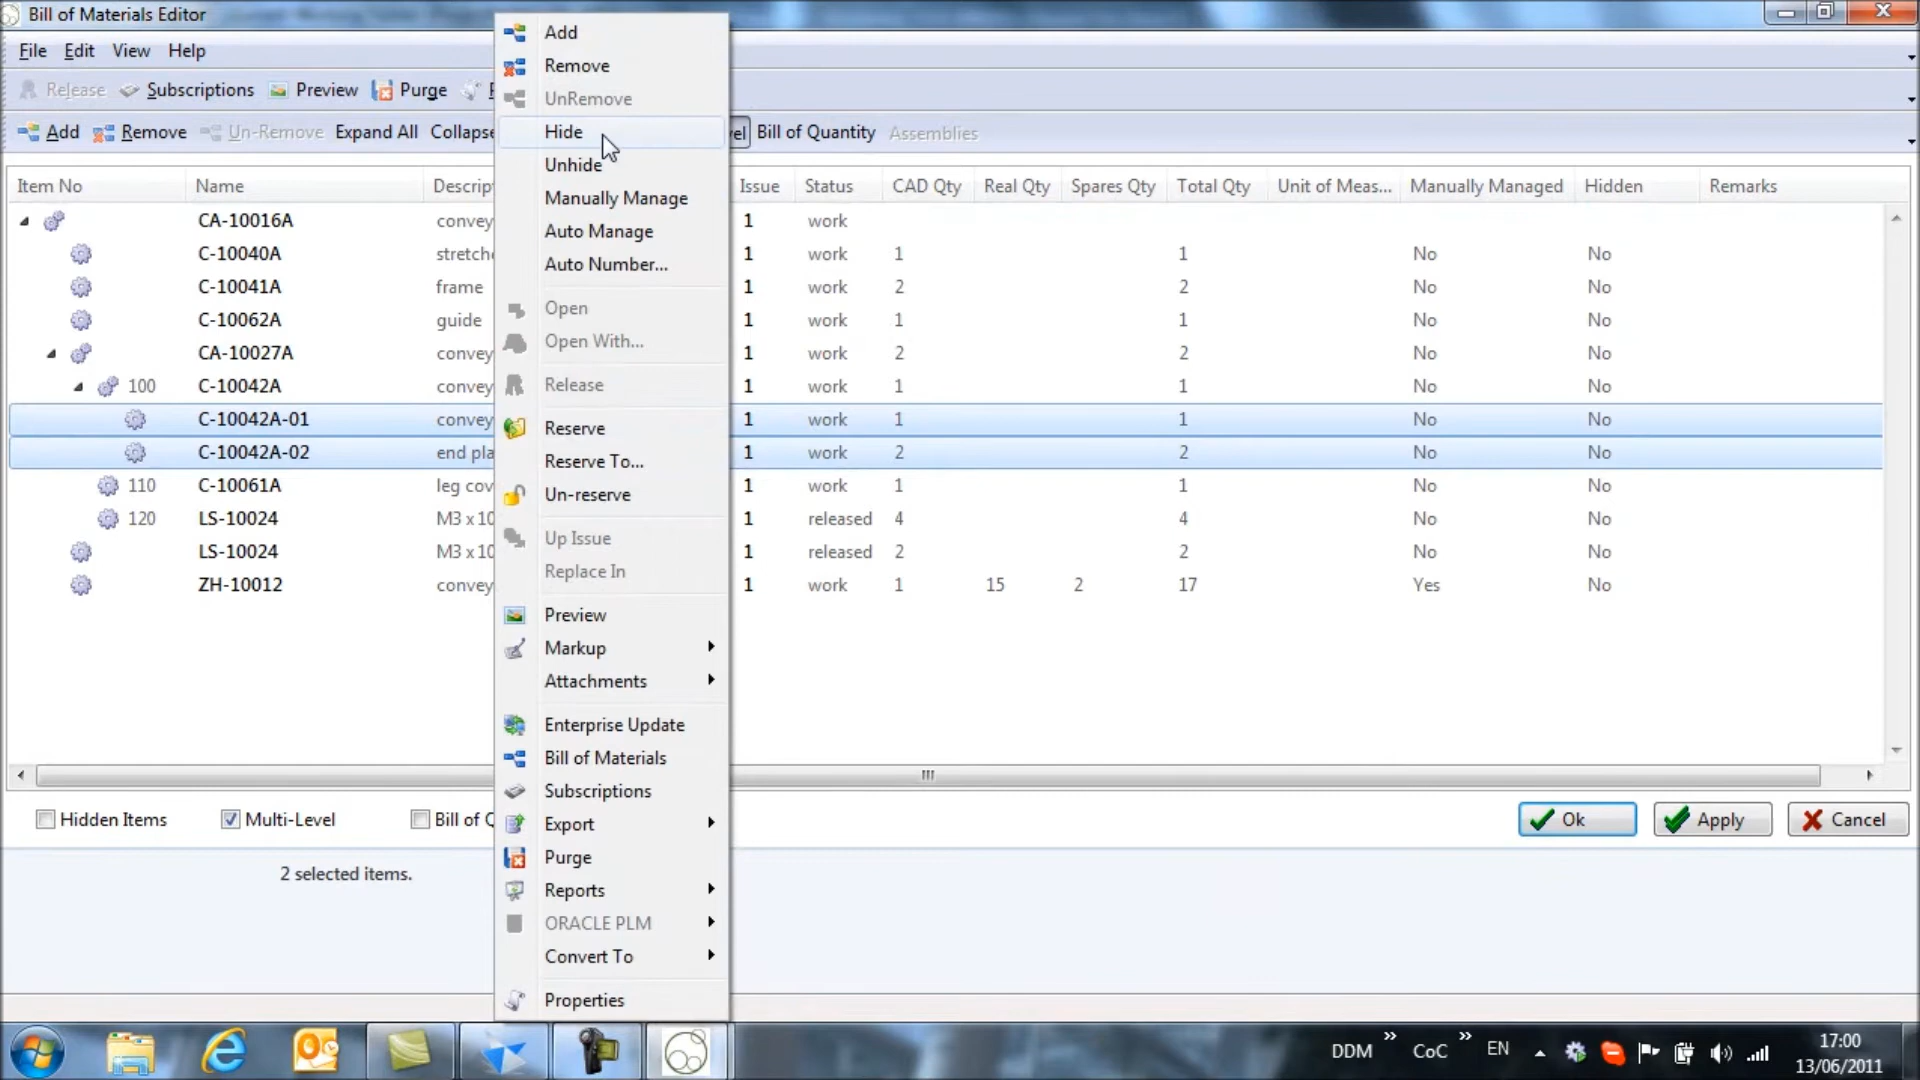 Bill of Materials Editor
File Edit View Help
Release Subscriptions Preview Purge
Add Remove Un-Remove Expand All Collapse Bill of Quantity Assemblies
Item No Name Descrip Issue Status CAD Qty Real Qty Spares Qty Total Qty Unit of Meas... Manually Managed Hidden Remarks
CA-10016A convey 1 work
C-10040A stretche 1 work 1 1 No No
C-10041A frame 1 work 2 2 No No
C-10062A guide 1 work 1 1 No No
CA-10027A convey 1 work 2 2 No No
100 C-10042A convey 1 work 1 1 No No
C-10042A-01 convey 1 work 1 1 No No
C-10042A-02 end pla 1 work 2 2 No No
110 C-10061A leg cov 1 work 1 1 No No
120 LS-10024 M3 x 10 1 released 4 4 No No
LS-10024 M3 x 10 1 released 2 2 No No
ZH-10012 convey 1 work 1 15 2 17 Yes No
Add
Remove
UnRemove
Hide
Unhide
Manually Manage
Auto Manage
Auto Number...
Open
Open With...
Release
Reserve
Reserve To...
Un-reserve
Up Issue
Replace In
Preview
Markup
Attachments
Enterprise Update
Bill of Materials
Subscriptions
Export
Purge
Reports
ORACLE PLM
Convert To
Properties
Hidden Items Multi-Level Bill of Q Ok Apply Cancel
2 selected items.
DDM CoC EN 17:00
13/06/2011